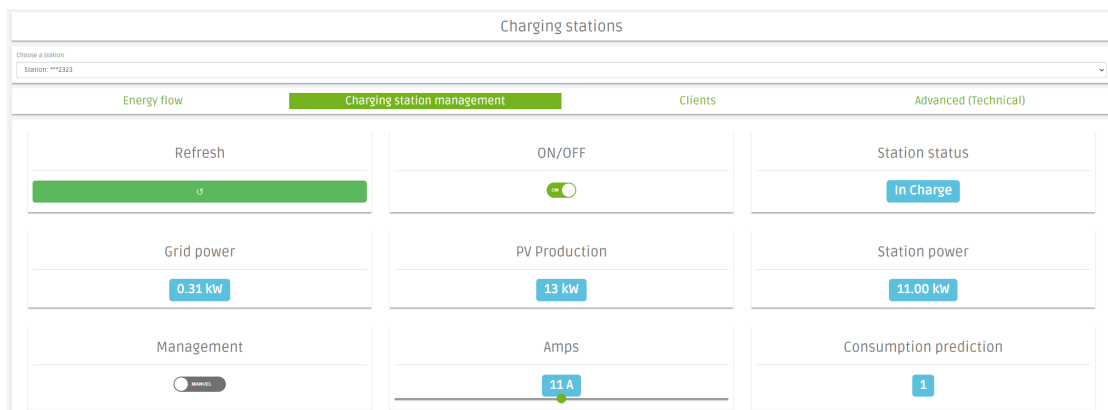 Charging stations
Choose a station
Station: ***2323
Energy flow Charging station management Clients Advanced (Technical)
Refresh ON/OFF Station status
↺ ON In Charge
Grid power PV Production Station power
0.31 kW 13 kW 11.00 kW
Management Amps Consumption prediction
MANUEL 11 A 1